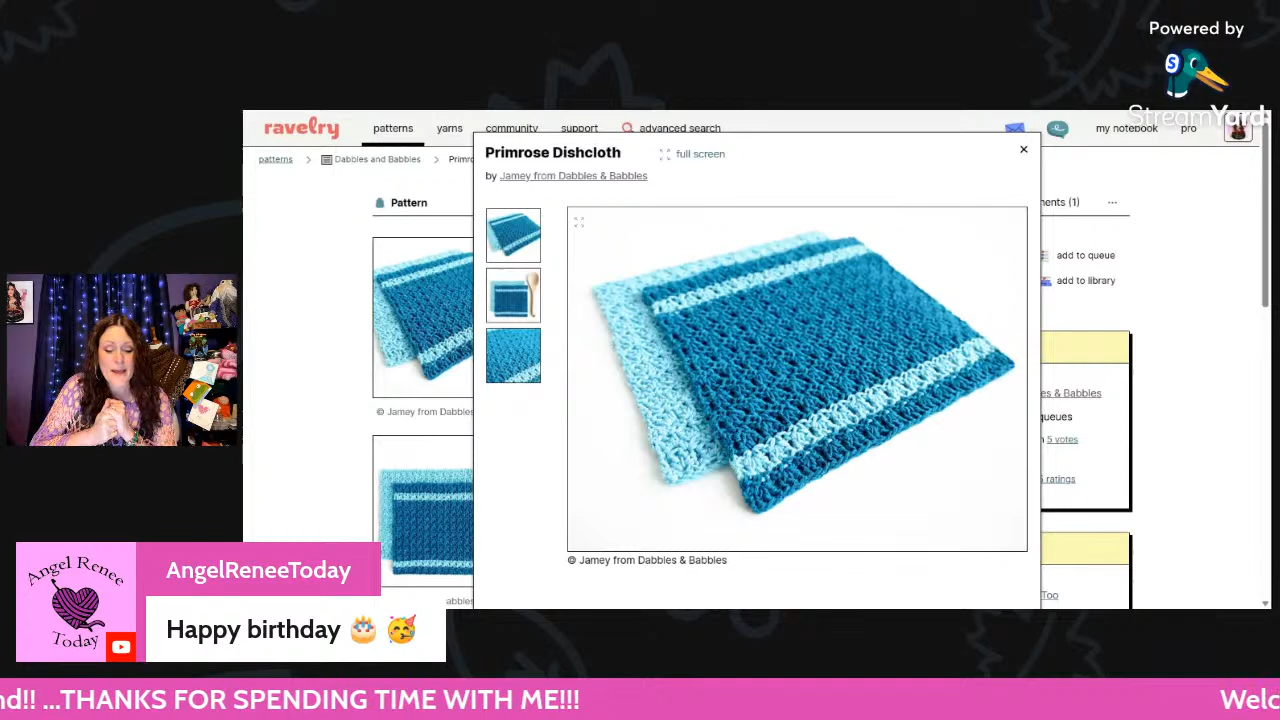 Powered by
StreamYard
ravelry
patterns yarns community support advanced search my notebook pro
patterns > Dabbles and Babbles > Primro
Primrose Dishcloth full screen
by Jamey from Dabbles & Babbles
Pattern
ments (1)
add to queue
add to library
es & Babbles
queues
5 votes
ratings
© Jamey from Dabbles
© Jamey from Dabbles & Babbles
Too
AngelReneeToday
Angel Renee
Today
Happy birthday 🎂 🥳
nd!! ...THANKS FOR SPENDING TIME WITH ME!!! Welc